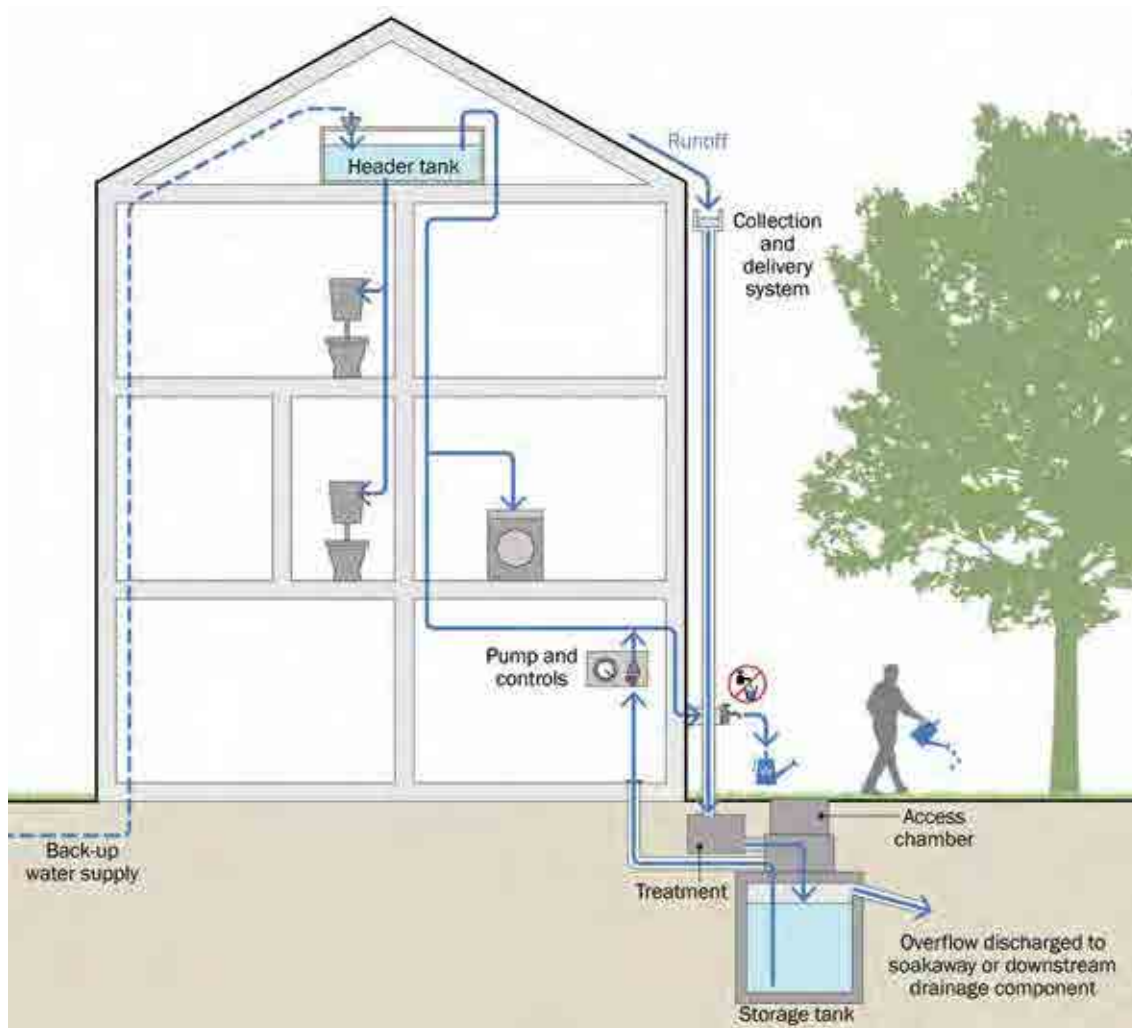 Header tank
Runoff
Collection
and
delivery
system
Pump and
controls
Back-up
water supply
Access
chamber
Treatment
Overflow discharged to
soakaway or downstream
drainage component
Storage tank